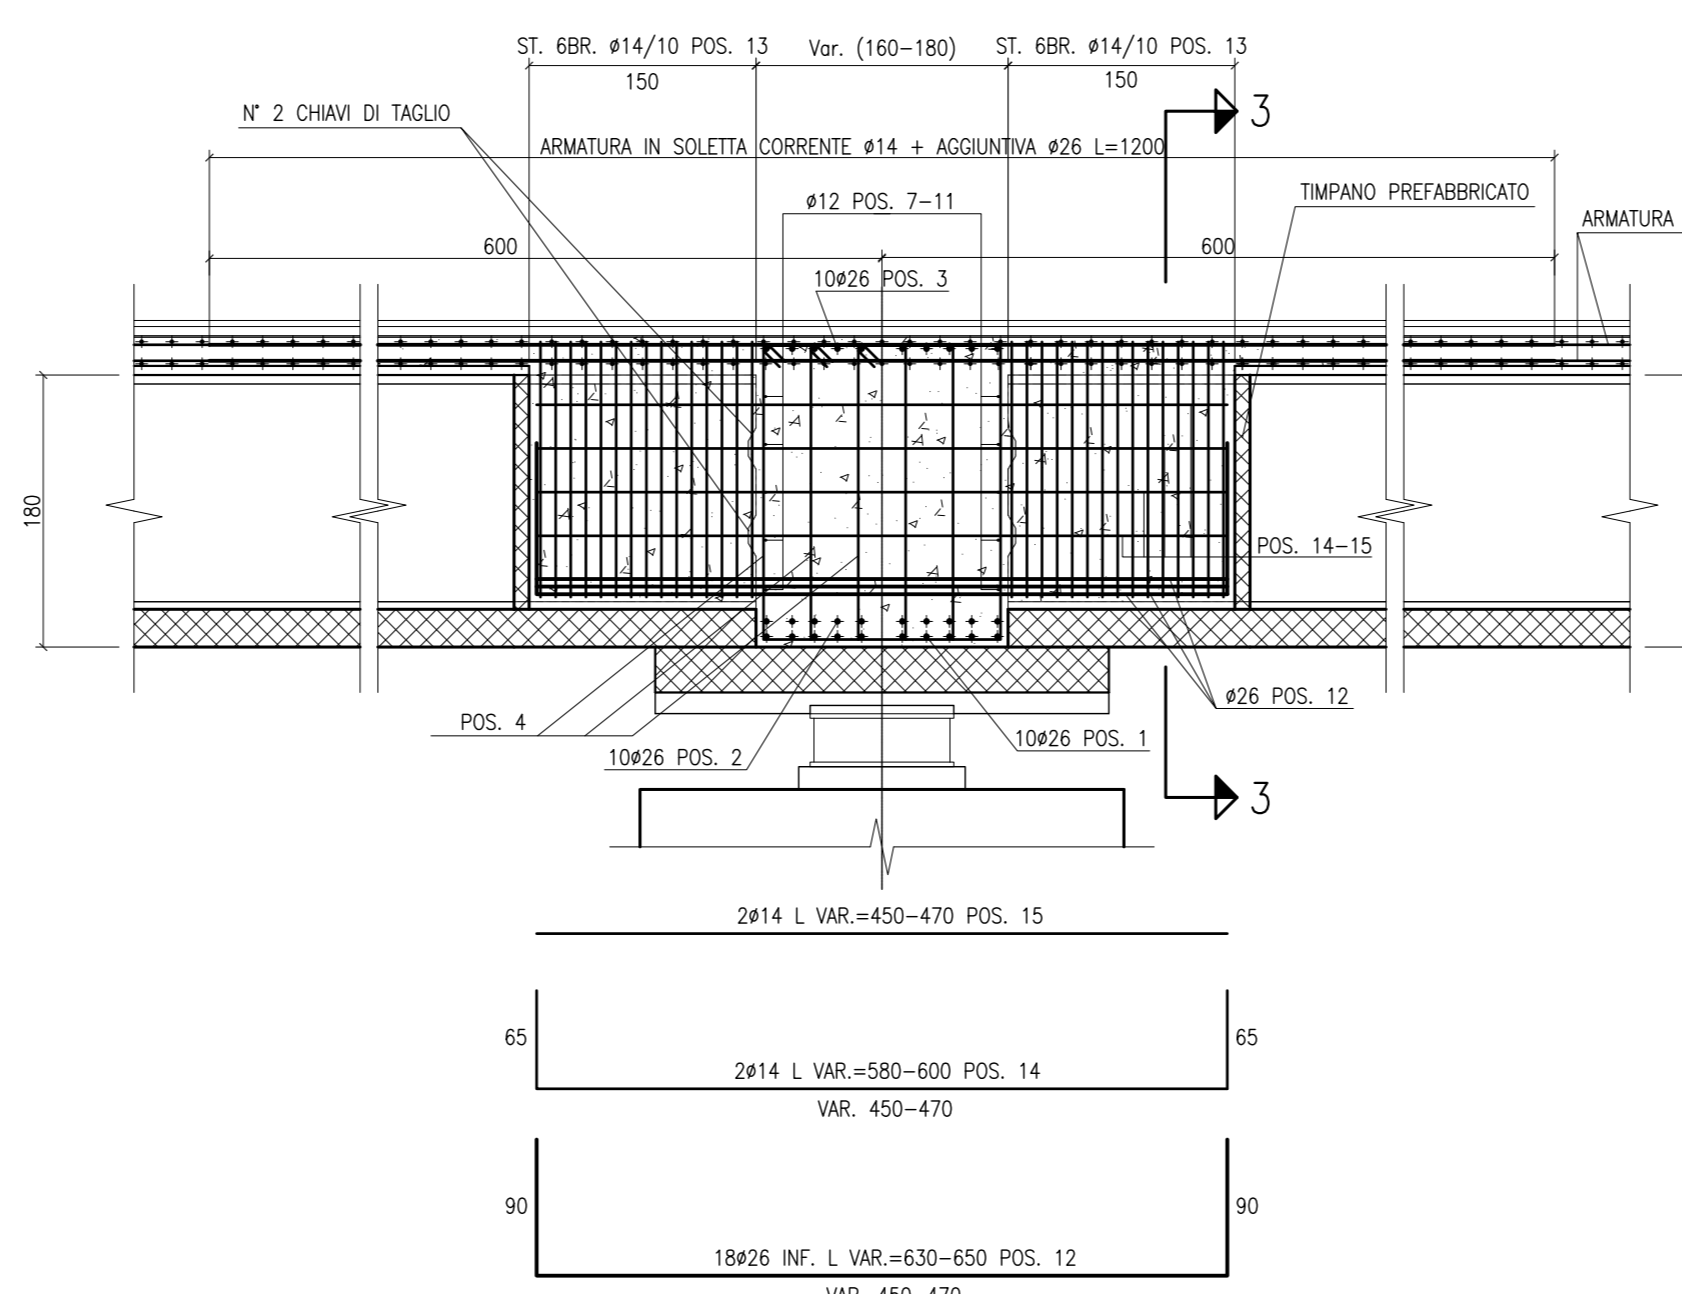 ST. 6BR. ø14/10 POS. 13
Var. (160-180)
ST. 6BR. ø14/10 POS. 13
150
150
N° 2 CHIAVI DI TAGLIO
3
ARMATURA IN SOLETTA CORRENTE ø14 + AGGIUNTIVA ø26 L=1200
ø12 POS. 7-11
TIMPANO PREFABBRICATO
ARMATURA
600
600
10ø26 POS. 3
180
POS. 14-15
POS. 4
10ø26 POS. 2
10ø26 POS. 1
ø26 POS. 12
3
2ø14 L VAR.=450-470 POS. 15
65
65
2ø14 L VAR.=580-600 POS. 14
VAR. 450-470
90
90
18ø26 INF. L VAR.=630-650 POS. 12
VAR. 450-470